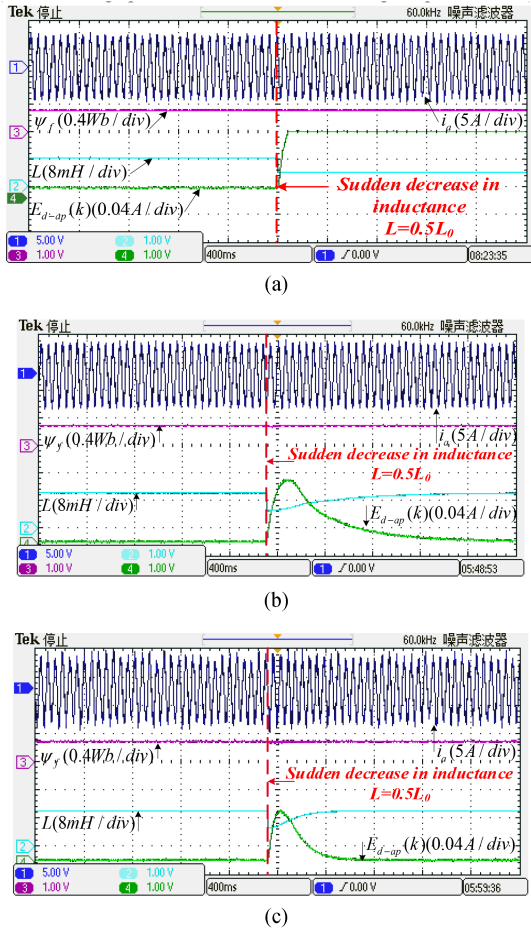 Tek 停止 60.0kHz 噪声滤波器
1
ψf(0.4Wb/div) ia(5A/div)
3
L(8mH/div)
2
Ed-ap(k)(0.04A/div)
4
Sudden decrease in
inductance
L=0.5L0
1 5.00 V 2 1.00 V
3 1.00 V 4 1.00 V 400ms 1 0.00 V 08:23:35
(a)
Tek 停止 60.0kHz 噪声滤波器
1
ψf(0.4Wb/div) ia(5A/div)
3
Sudden decrease in inductance
L=0.5L0
L(8mH/div)
Ed-ap(k)(0.04A/div)
2
4
1 5.00 V 2 1.00 V
3 1.00 V 4 1.00 V 400ms 1 0.00 V 05:48:53
(b)
Tek 停止 60.0kHz 噪声滤波器
1
ψf(0.4Wb/div) ia(5A/div)
3
Sudden decrease in inductance
L=0.5L0
L(8mH/div)
Ed-ap(k)(0.04A/div)
2
4
1 5.00 V 2 1.00 V
3 1.00 V 4 1.00 V 400ms 1 0.00 V 05:59:36
(c)